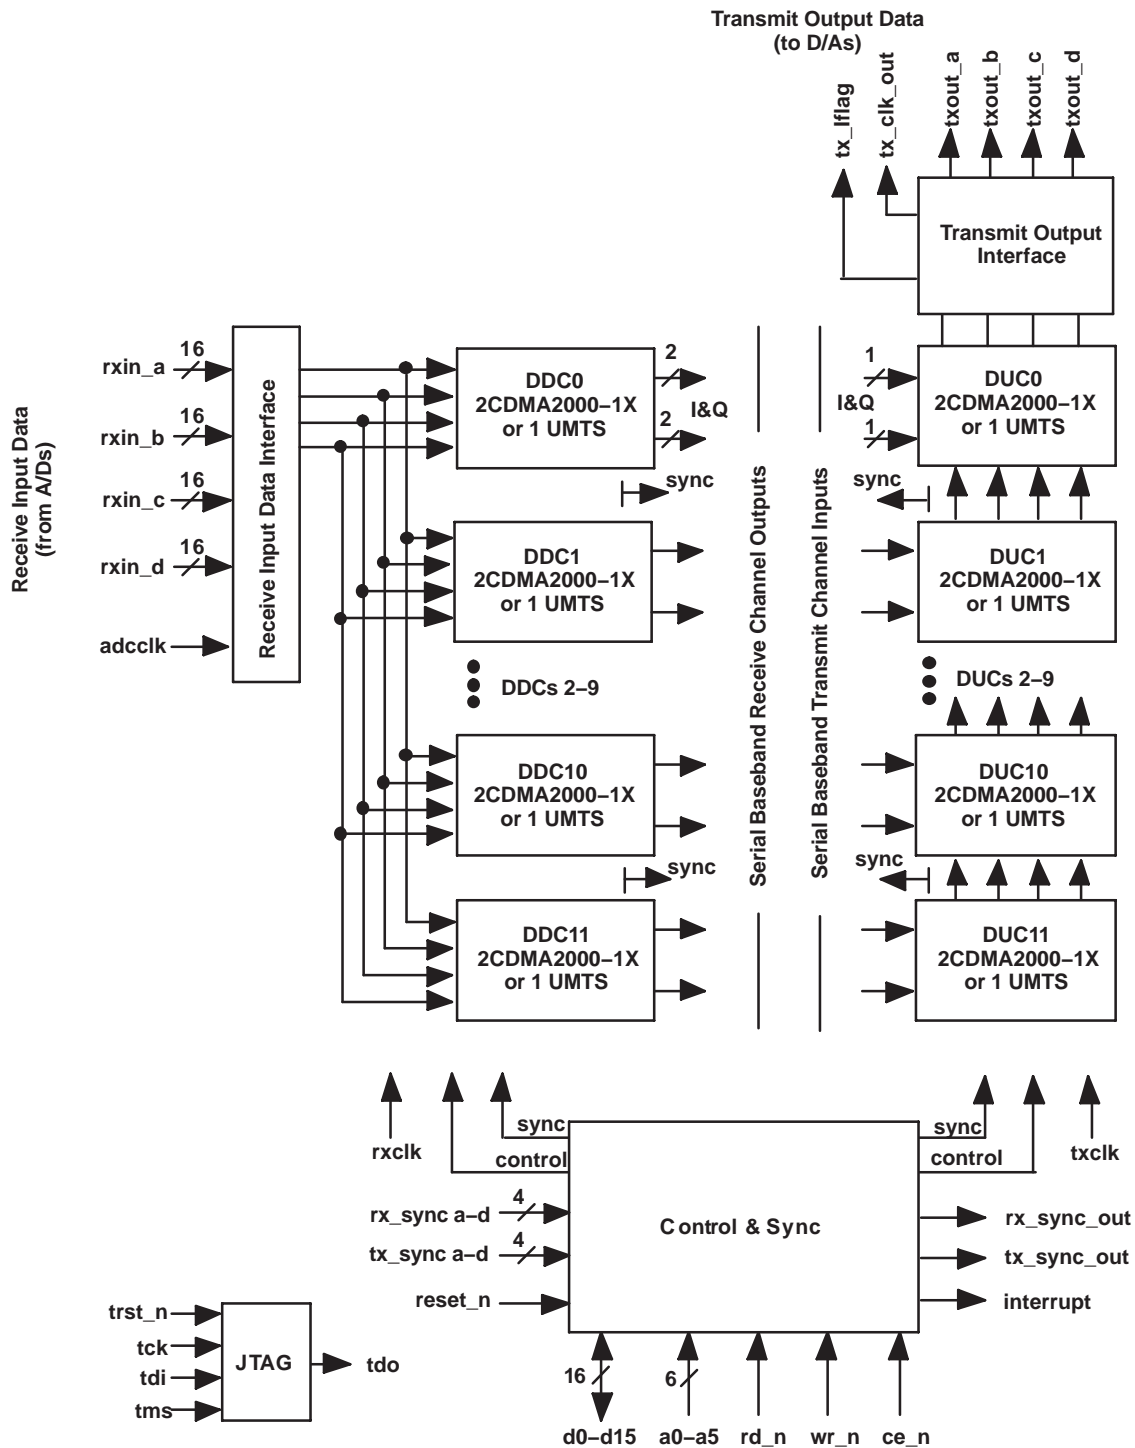 Transmit Output Data
(to D/As)
tx_Iflag
tx_clk_out
txout_a
txout_b
txout_c
txout_d
Transmit Output
Interface
Receive Input Data
(from A/Ds)
rxin_a
16
rxin_b
16
rxin_c
16
rxin_d
16
adcclk
Receive Input Data Interface
DDC0
2CDMA2000–1X
or 1 UMTS
2
I&Q
2
sync
DDC1
2CDMA2000–1X
or 1 UMTS
DDCs 2–9
DDC10
2CDMA2000–1X
or 1 UMTS
sync
DDC11
2CDMA2000–1X
or 1 UMTS
Serial Baseband Receive Channel Outputs
Serial Baseband Transmit Channel Inputs
1
I&Q
1
DUC0
2CDMA2000–1X
or 1 UMTS
sync
DUC1
2CDMA2000–1X
or 1 UMTS
DUCs 2–9
DUC10
2CDMA2000–1X
or 1 UMTS
sync
DUC11
2CDMA2000–1X
or 1 UMTS
rxclk
sync
control
sync
control
txclk
rx_sync a–d
4
tx_sync a–d
4
reset_n
Control & Sync
rx_sync_out
tx_sync_out
interrupt
16
6
d0–d15
a0–a5
rd_n
wr_n
ce_n
trst_n
tck
tdi
tms
JTAG
tdo